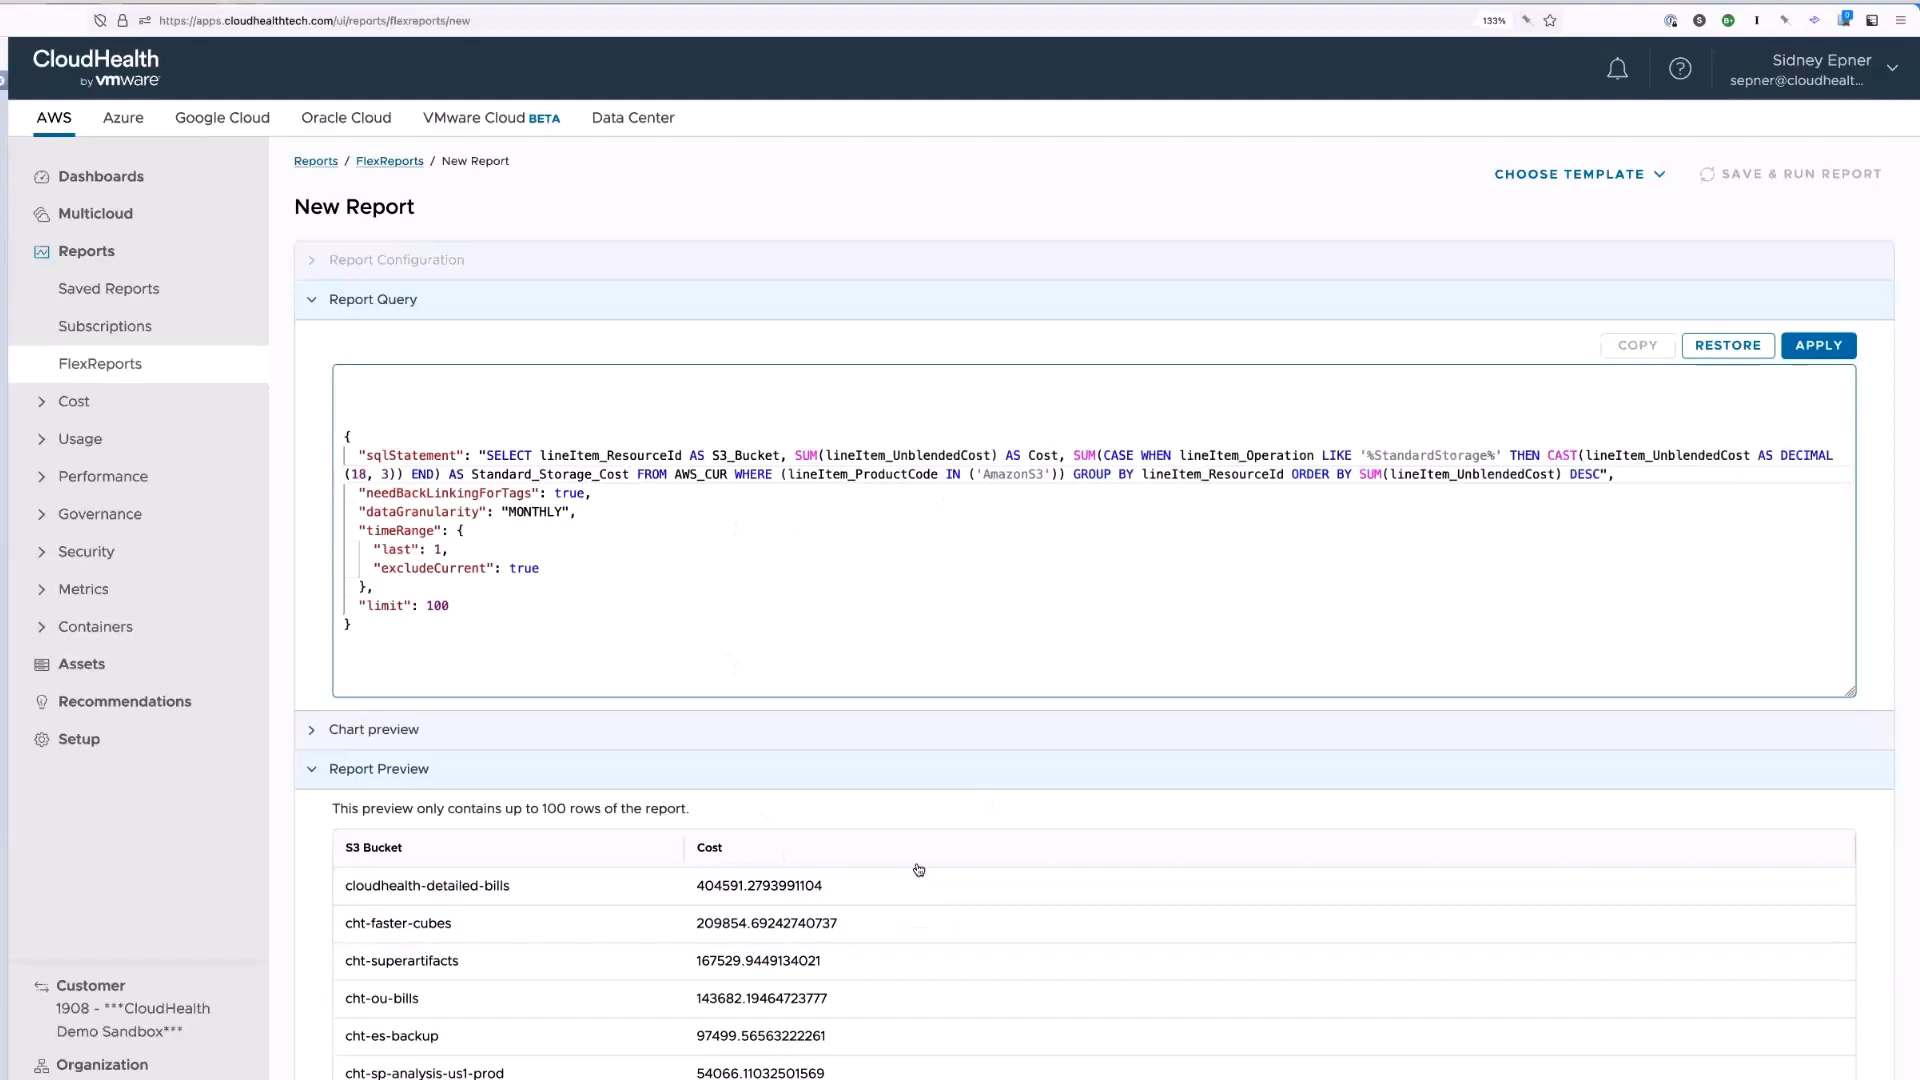 https://apps.cloudhealthtech.com/ui/reports/flexreports/new
133%
CloudHealth
by vmware
Sidney Epner
sepner@cloudhealt...
AWS
Azure
Google Cloud
Oracle Cloud
VMware Cloud BETA
Data Center
Dashboards
Multicloud
Reports
Saved Reports
Subscriptions
FlexReports
Cost
Usage
Performance
Governance
Security
Metrics
Containers
Assets
Recommendations
Setup
Customer
1908 - ***CloudHealth
Demo Sandbox***
Organization
Reports / FlexReports / New Report
CHOOSE TEMPLATE
SAVE & RUN REPORT
New Report
Report Configuration
Report Query
COPY
RESTORE
APPLY
{
"sqlStatement": "SELECT lineItem_ResourceId AS S3_Bucket, SUM(lineItem_UnblendedCost) AS Cost, SUM(CASE WHEN lineItem_Operation LIKE '%StandardStorage%' THEN CAST(lineItem_UnblendedCost AS DECIMAL
(18, 3)) END) AS Standard_Storage_Cost FROM AWS_CUR WHERE (lineItem_ProductCode IN ('AmazonS3')) GROUP BY lineItem_ResourceId ORDER BY SUM(lineItem_UnblendedCost) DESC",
"needBackLinkingForTags": true,
"dataGranularity": "MONTHLY",
"timeRange": {
"last": 1,
"excludeCurrent": true
},
"limit": 100
}
Chart preview
Report Preview
This preview only contains up to 100 rows of the report.
S3 Bucket Cost
cloudhealth-detailed-bills 404591.2793991104
cht-faster-cubes 209854.69242740737
cht-superartifacts 167529.9449134021
cht-ou-bills 143682.19464723777
cht-es-backup 97499.56563222261
cht-sp-analysis-us1-prod 54066.11032501569